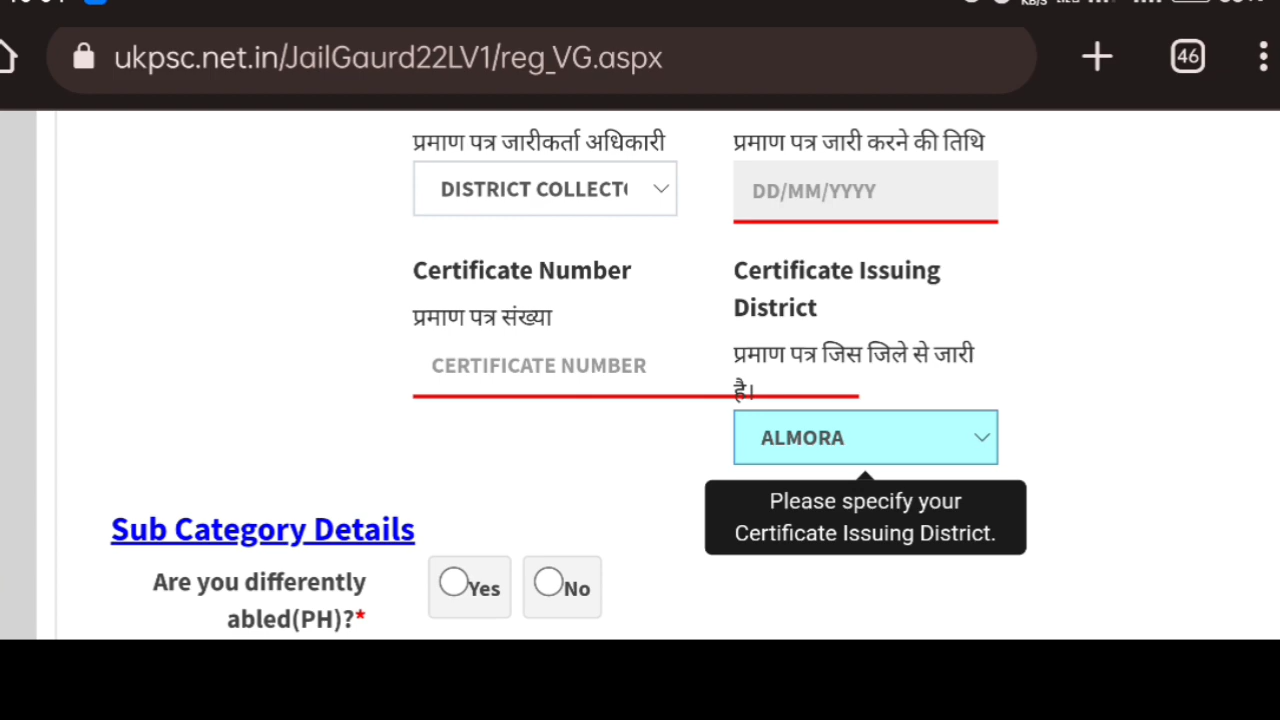 ukpsc.net.in/JailGaurd22LV1/reg_VG.aspx
46
प्रमाण पत्र जारीकर्ता अधिकारी
प्रमाण पत्र जारी करने की तिथि
DISTRICT COLLECT
DD/MM/YYYY
Certificate Number
Certificate Issuing
District
प्रमाण पत्र संख्या
प्रमाण पत्र जिस जिले से जारी
है।
CERTIFICATE NUMBER
ALMORA
Please specify your
Certificate Issuing District.
Sub Category Details
Are you differently
abled(PH)?*
Yes
No